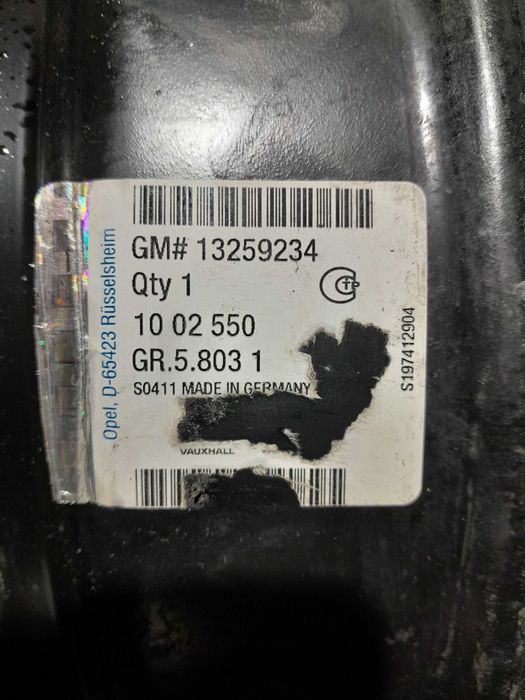 GM# 13259234
Qty 1
10 02 550
GR.5.803 1
S0411 MADE IN GERMANY
VAUXHALL
Opel, D-65423 Rüsselsheim
S197412904